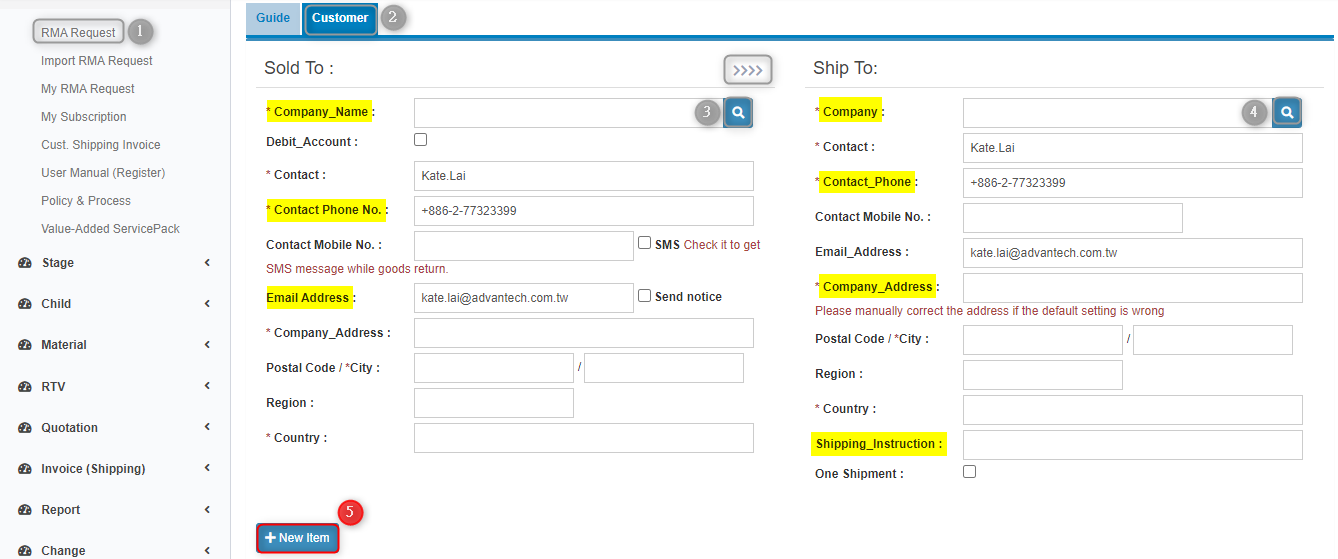 RMA Request 1
Import RMA Request
My RMA Request
My Subscription
Cust. Shipping Invoice
User Manual (Register)
Policy & Process
Value-Added ServicePack
Stage
Child
Material
RTV
Quotation
Invoice (Shipping)
Report
Change
Guide Customer 2
Sold To : >>>>
* Company_Name : 3
Debit_Account :
* Contact : Kate.Lai
* Contact Phone No. : +886-2-77323399
Contact Mobile No. : SMS Check it to get
SMS message while goods return.
Email Address : kate.lai@advantech.com.tw Send notice
* Company_Address :
Postal Code / *City : /
Region :
* Country :
5
+ New Item
Ship To:
* Company : 4
* Contact : Kate.Lai
* Contact_Phone : +886-2-77323399
Contact Mobile No. :
Email_Address : kate.lai@advantech.com.tw
* Company_Address :
Please manually correct the address if the default setting is wrong
Postal Code / *City : /
Region :
* Country :
Shipping_Instruction :
One Shipment :